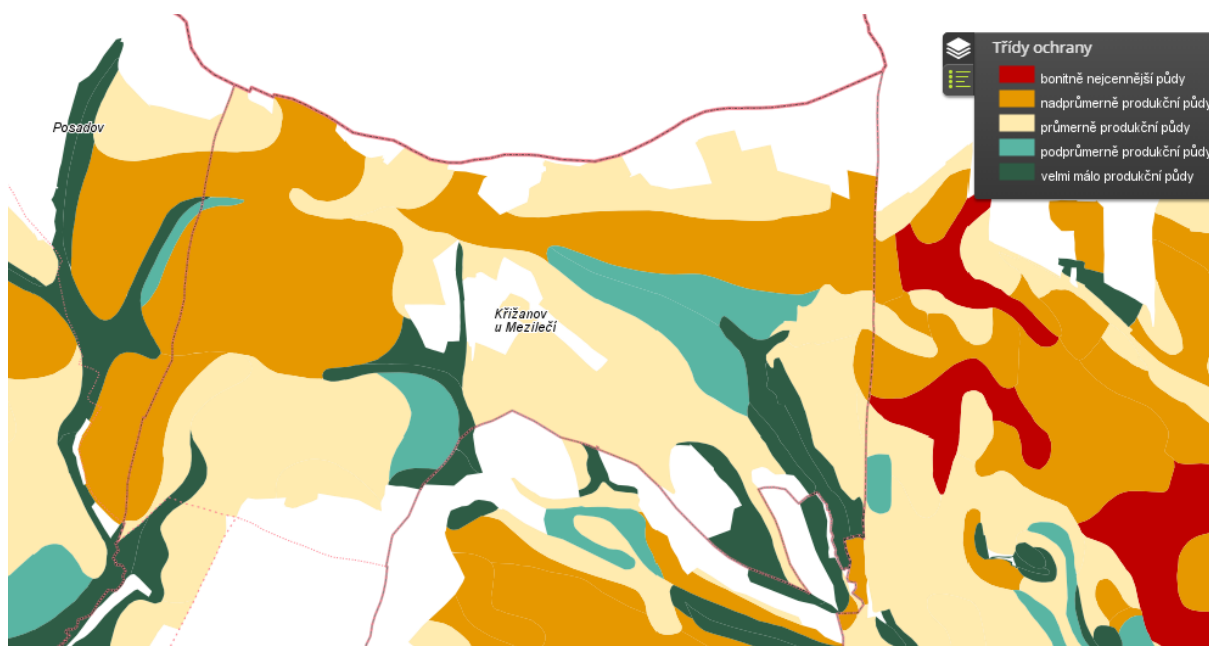 Třídy ochrany
bonitně nejcennější půdy
nadprůměrně produkční půdy
průměrně produkční půdy
podprůměrně produkční půdy
velmi málo produkční půdy
Posadov
Křižanov
u Mezilečí